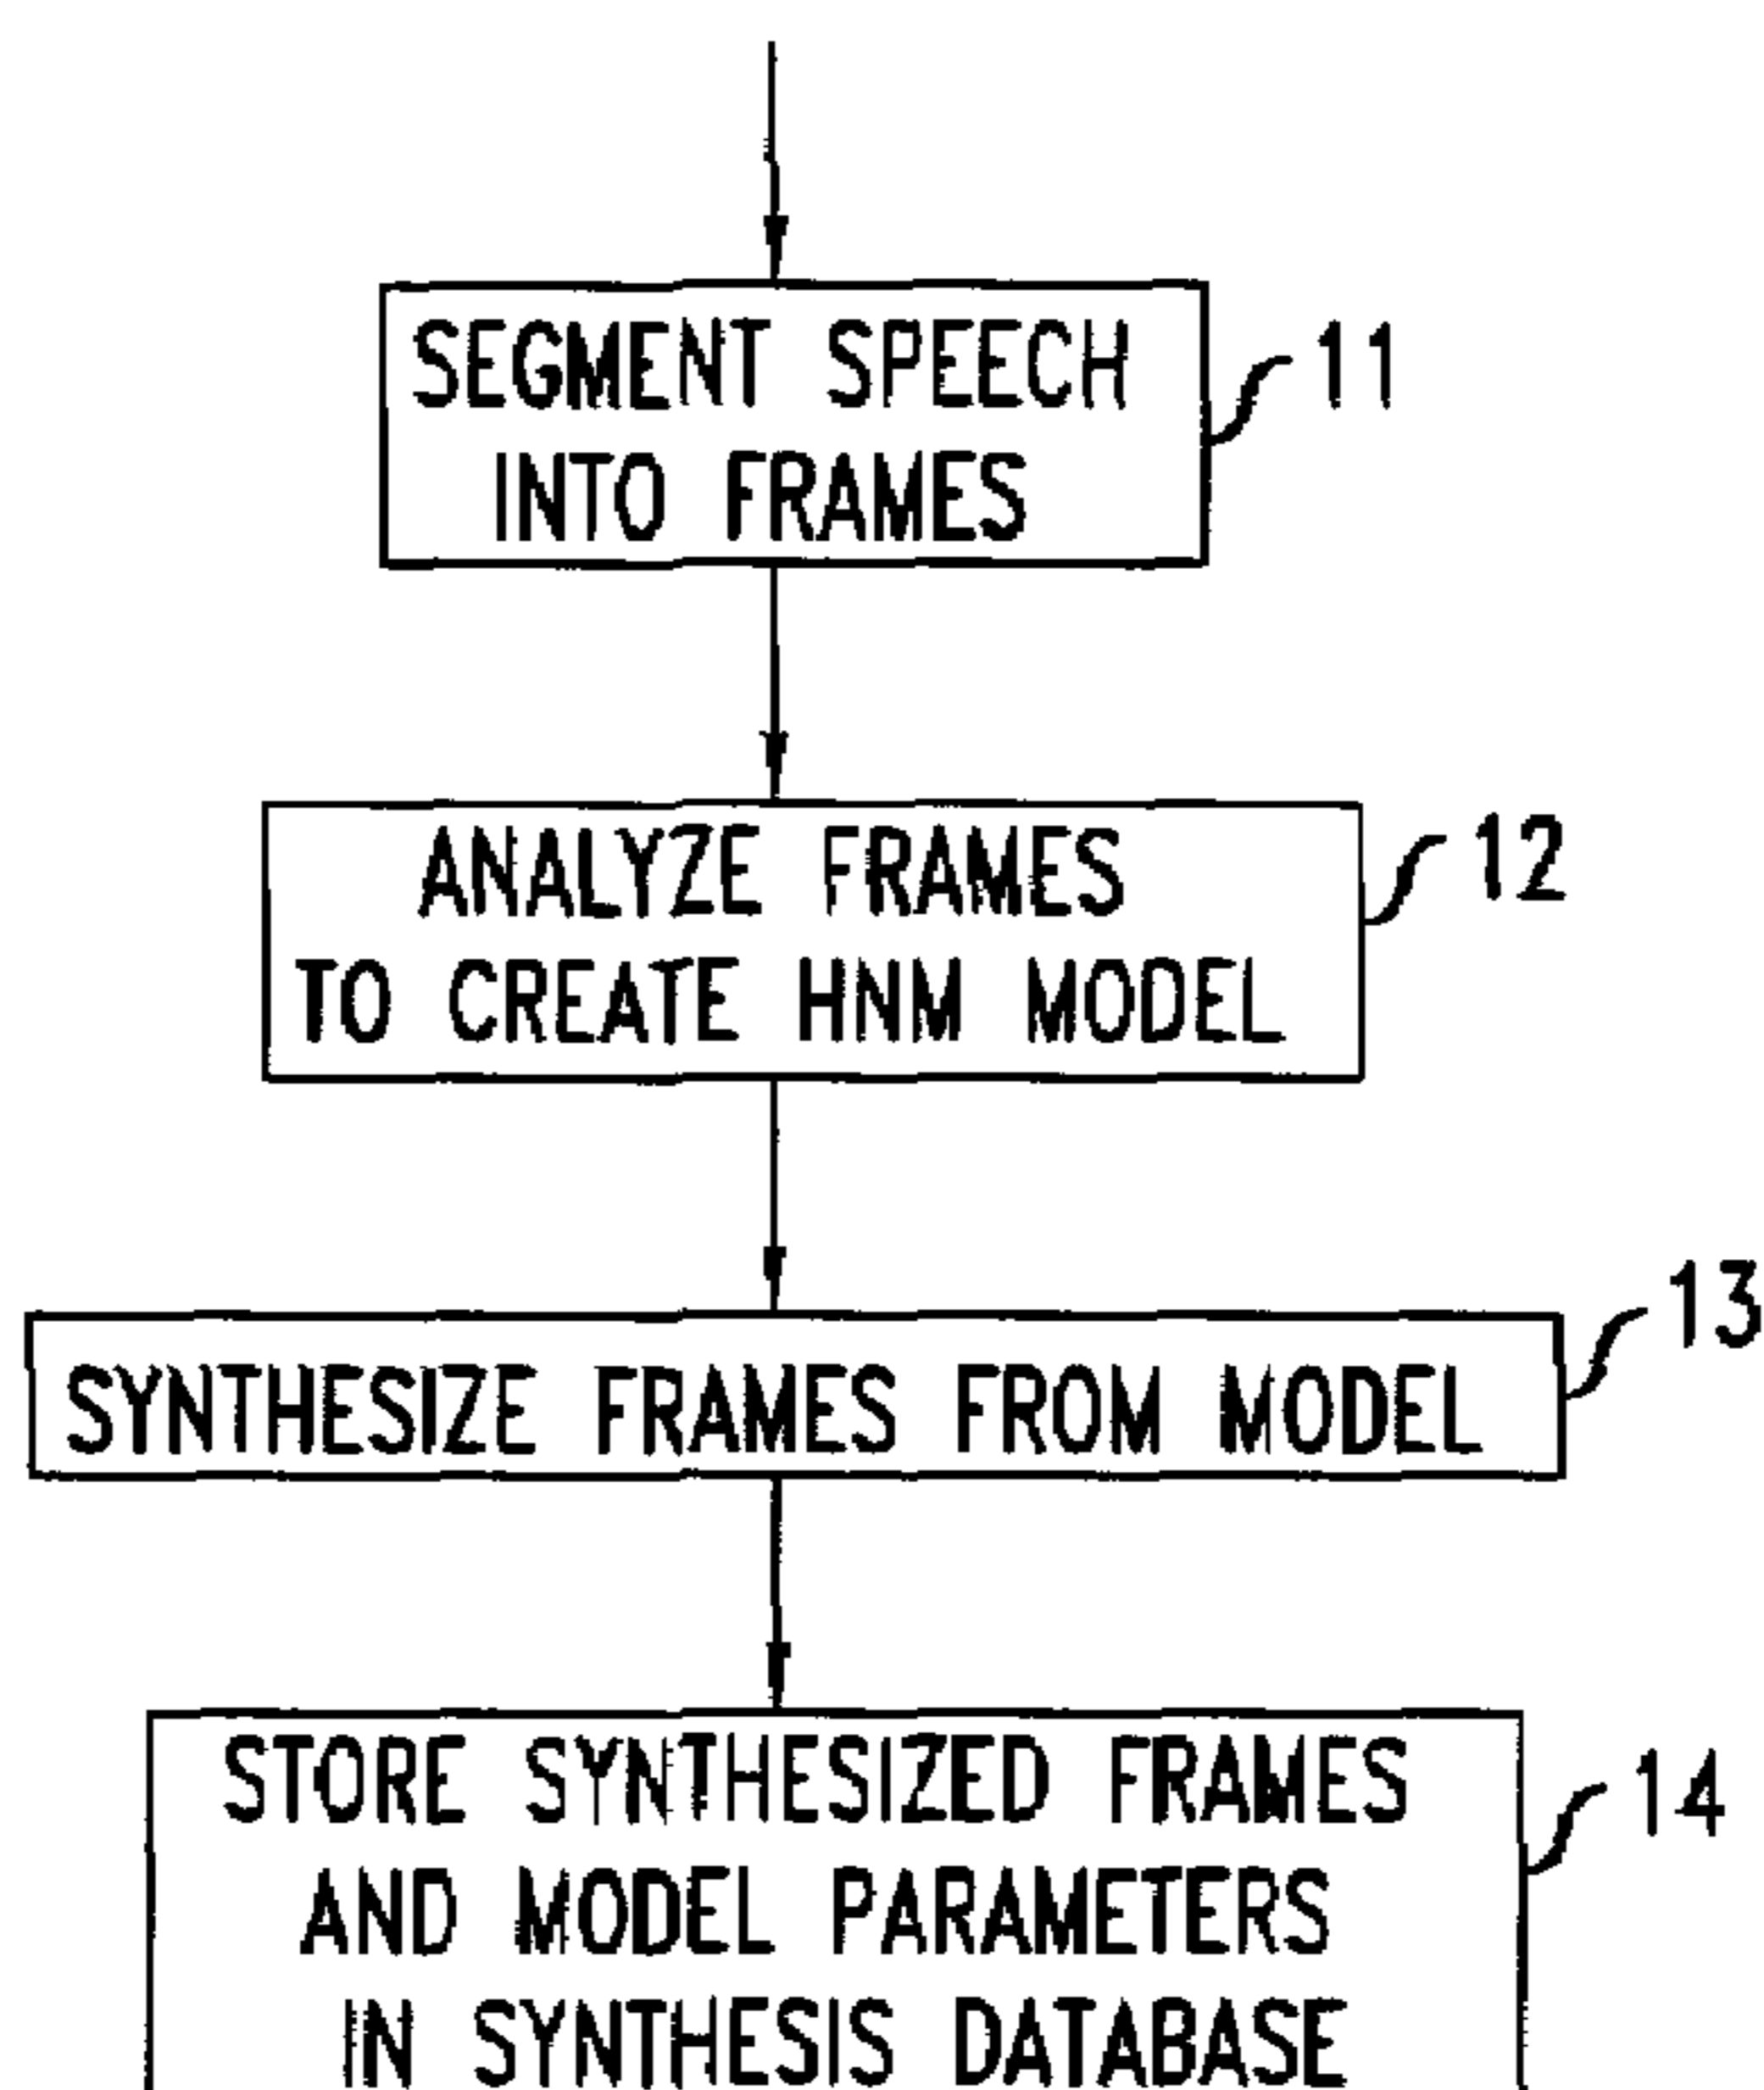 SEGMENT SPEECH
INTO FRAMES
11
ANALYZE FRAMES
TO CREATE HNM MODEL
12
SYNTHESIZE FRAMES FROM MODEL
13
STORE SYNTHESIZED FRAMES
AND MODEL PARAMETERS
IN SYNTHESIS DATABASE
14